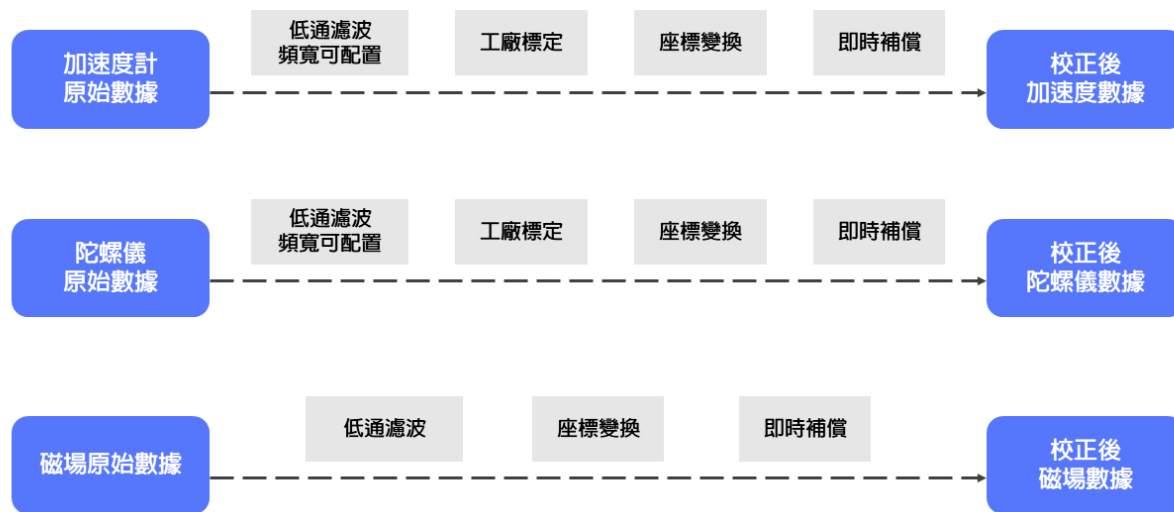 加速度計
原始數據
低通濾波
頻寬可配置
工廠標定
座標變換
即時補償
校正後
加速度數據
陀螺儀
原始數據
低通濾波
頻寬可配置
工廠標定
座標變換
即時補償
校正後
陀螺儀數據
磁場原始數據
低通濾波
座標變換
即時補償
校正後
磁場數據